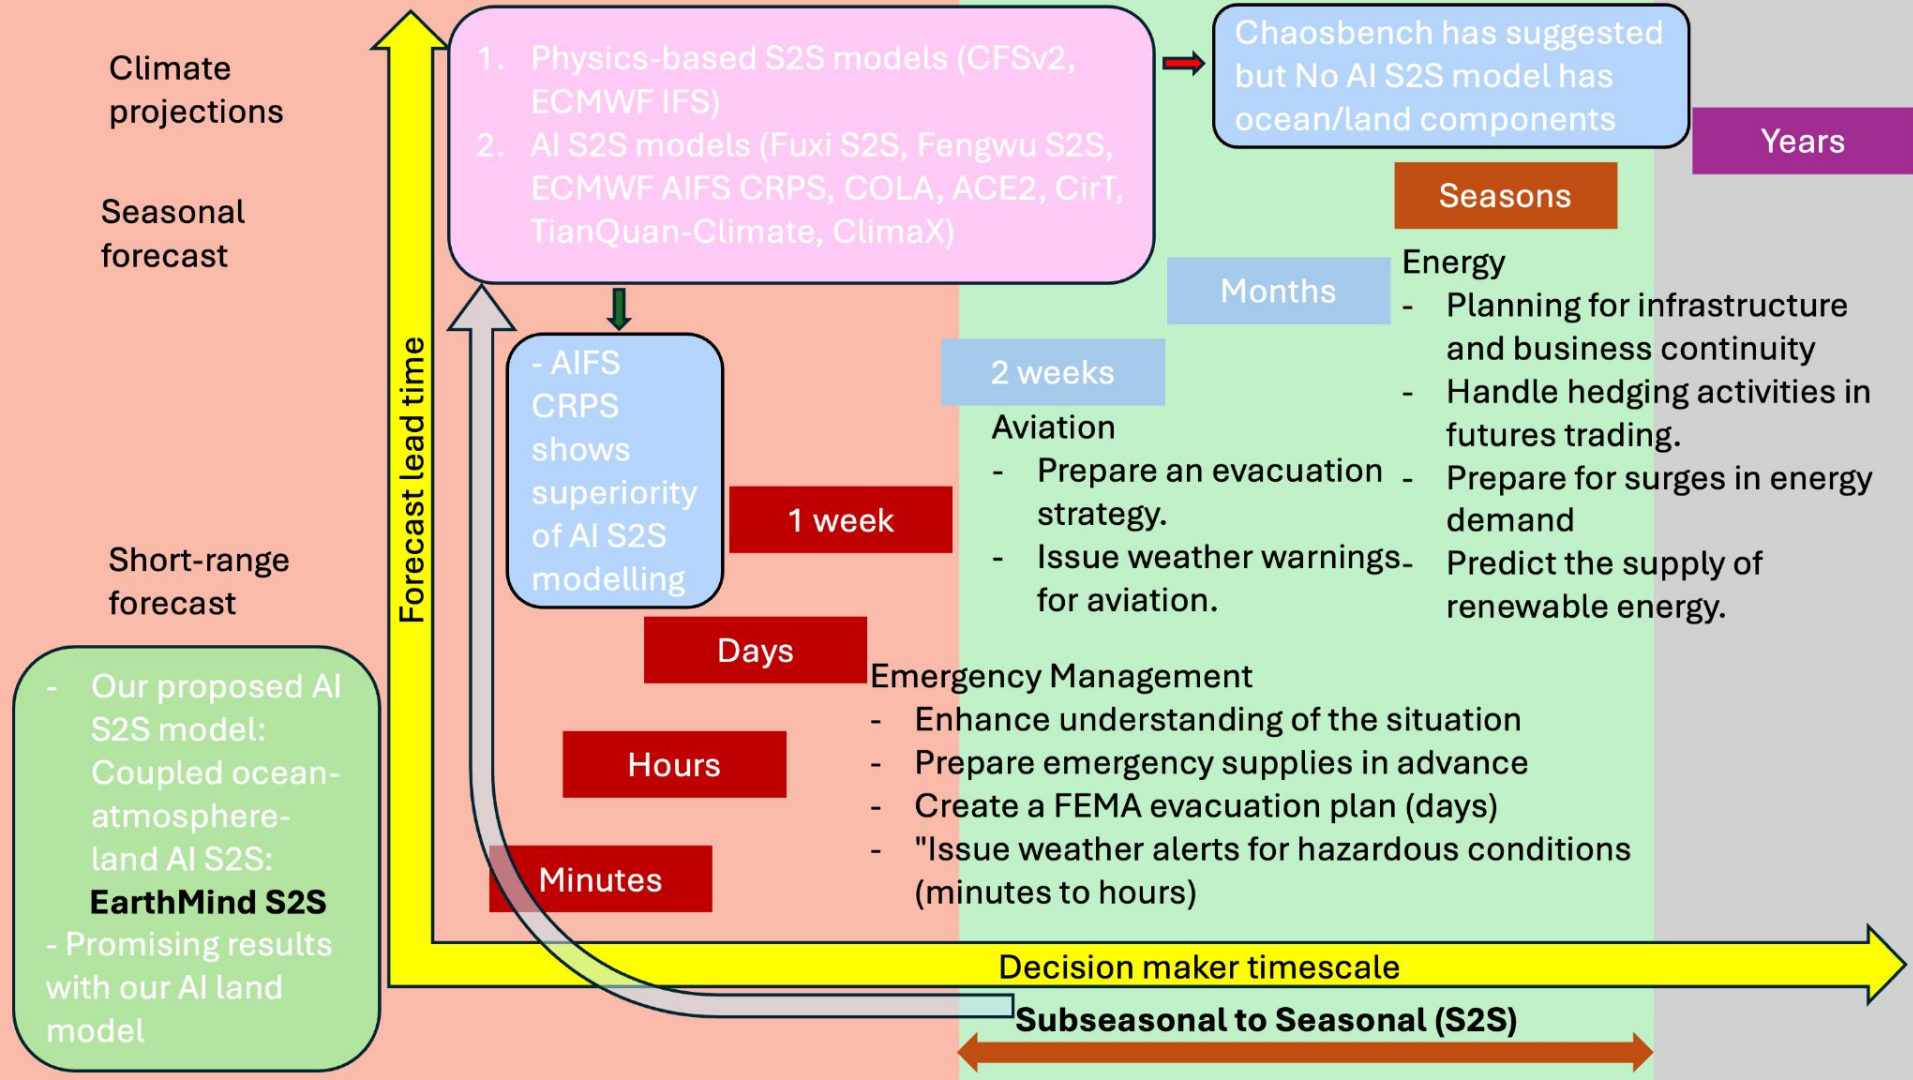 Climate
projections
Seasonal
forecast
Short-range
forecast
- Our proposed AI
S2S model:
Coupled ocean-
atmosphere-
land AI S2S:
EarthMind S2S
- Promising results
with our AI land
model
Forecast lead time
1. Physics-based S2S models (CFSv2,
ECMWF IFS)
2. AI S2S models (Fuxi S2S, Fengwu S2S,
ECMWF AIFS CRPS, COLA, ACE2, CirT,
TianQuan-Climate, ClimaX)
Chaosbench has suggested
but No AI S2S model has
ocean/land components
- AIFS
CRPS
shows
superiority
of AI S2S
modelling
Years
Seasons
Months
2 weeks
1 week
Days
Hours
Minutes
Energy
- Planning for infrastructure
and business continuity
- Handle hedging activities in
futures trading.
- Prepare for surges in energy
demand
- Predict the supply of
renewable energy.
Aviation
- Prepare an evacuation
strategy.
- Issue weather warnings
for aviation.
Emergency Management
- Enhance understanding of the situation
- Prepare emergency supplies in advance
- Create a FEMA evacuation plan (days)
- "Issue weather alerts for hazardous conditions
(minutes to hours)
Decision maker timescale
Subseasonal to Seasonal (S2S)